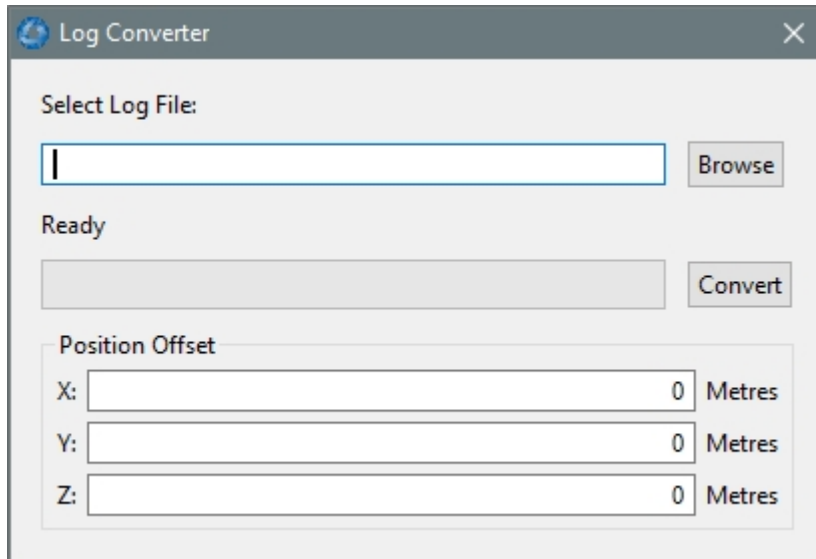 Log Converter
Select Log File:
Browse
Ready
Convert
Position Offset
X: 0 Metres
Y: 0 Metres
Z: 0 Metres